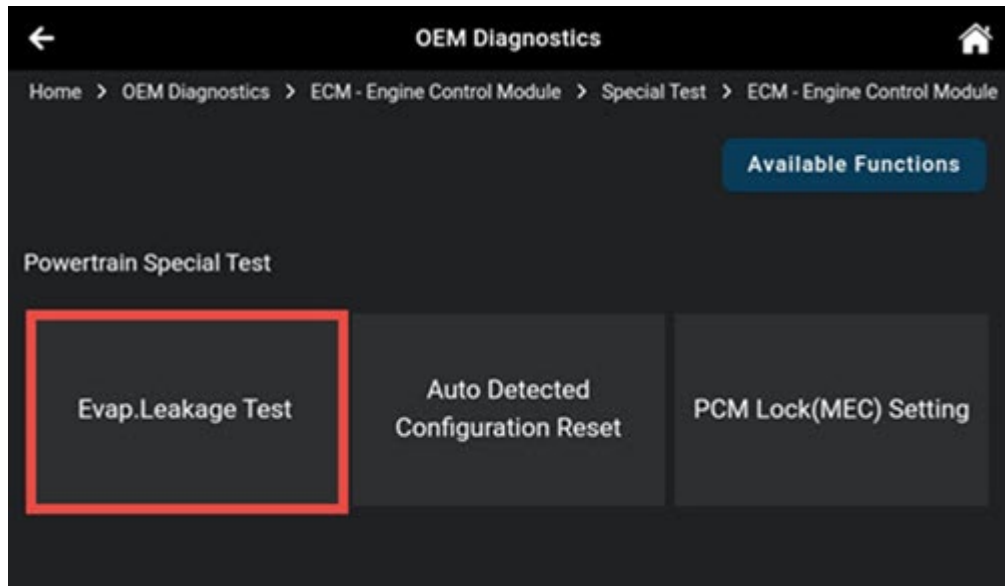 OEM Diagnostics
Home > OEM Diagnostics > ECM - Engine Control Module > Special Test > ECM - Engine Control Module
Available Functions
Powertrain Special Test
Evap.Leakage Test
Auto Detected
Configuration Reset
PCM Lock(MEC) Setting